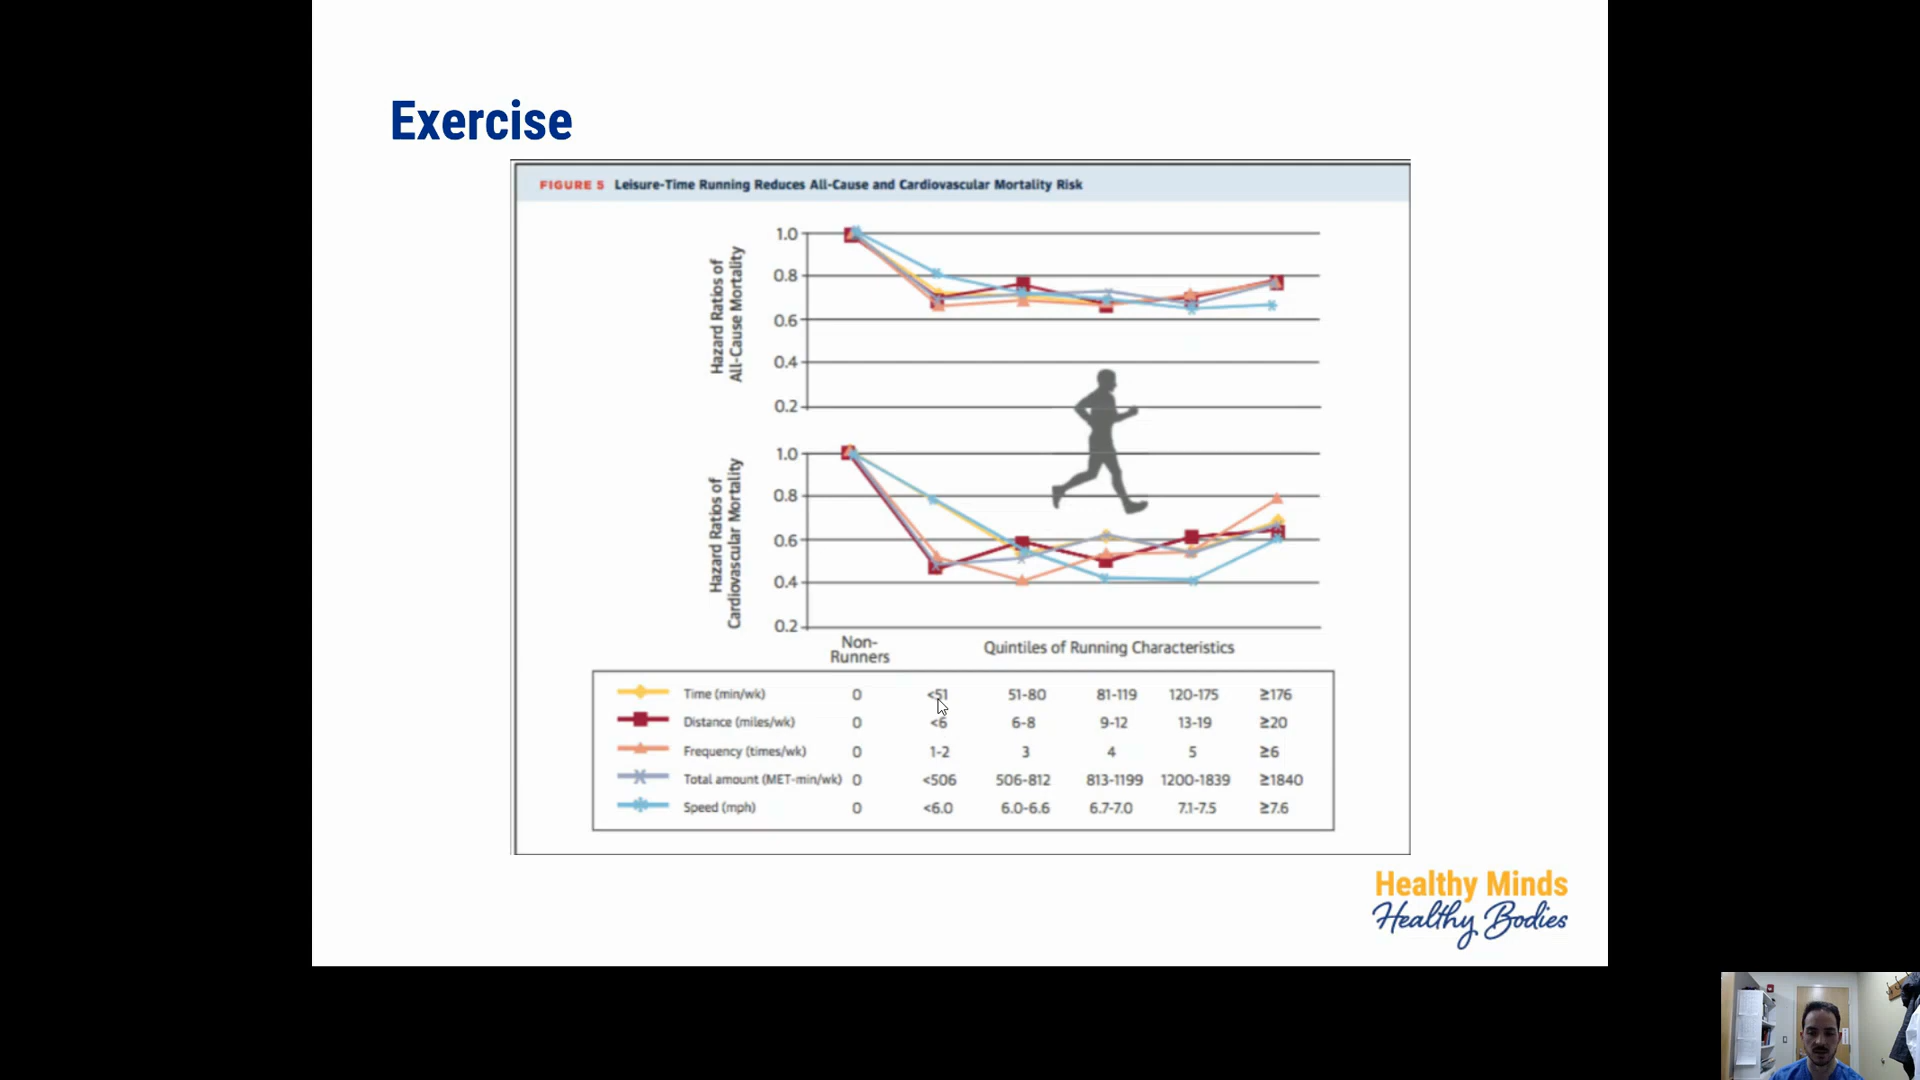 Exercise
FIGURE 5 Leisure-Time Running Reduces All-Cause and Cardiovascular Mortality Risk
Hazard Ratios of
All-Cause Mortality
1.0
0.8
0.6
0.4
0.2
Hazard Ratios of
Cardiovascular Mortality
1.0
0.8
0.6
0.4
0.2
Non-
Runners
Quintiles of Running Characteristics
Time (min/wk) 0 <51 51-80 81-119 120-175 ≥176
Distance (miles/wk) 0 <6 6-8 9-12 13-19 ≥20
Frequency (times/wk) 0 1-2 3 4 5 ≥6
Total amount (MET-min/wk) 0 <506 506-812 813-1199 1200-1839 ≥1840
Speed (mph) 0 <6.0 6.0-6.6 6.7-7.0 7.1-7.5 ≥7.6
Healthy Minds
Healthy Bodies